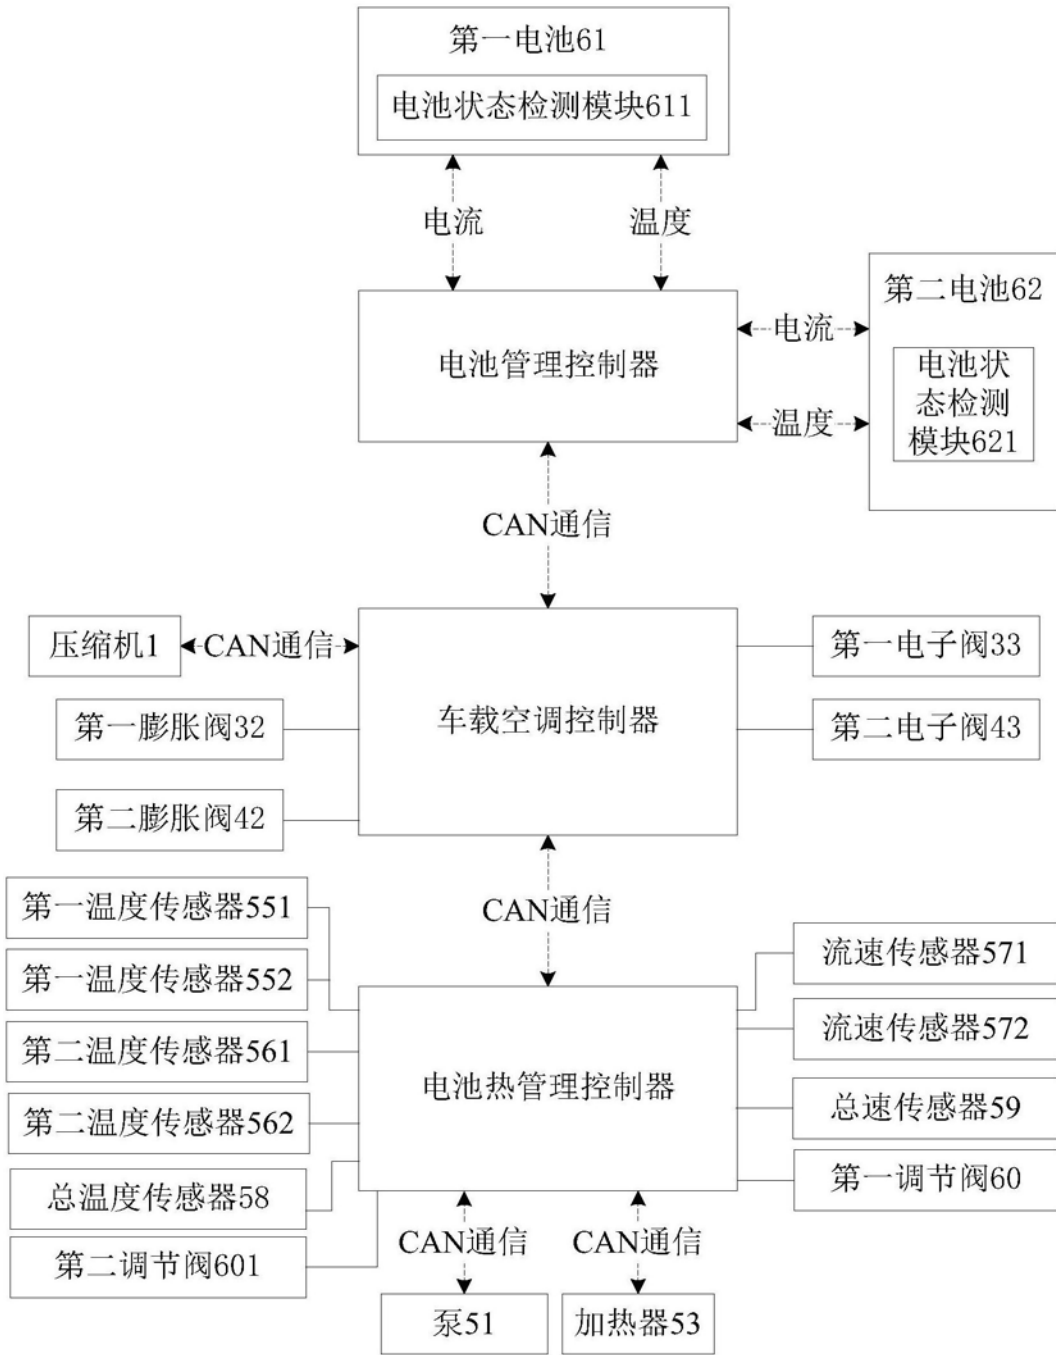 第一电池61
电池状态检测模块611
电流
温度
第二电池62
电流
电池状
态检测
模块621
电池管理控制器
温度
CAN通信
压缩机1
CAN通信
第一电子阀33
第一膨胀阀32
车载空调控制器
第二电子阀43
第二膨胀阀42
CAN通信
第一温度传感器551
流速传感器571
第一温度传感器552
流速传感器572
第二温度传感器561
电池热管理控制器
总速传感器59
第二温度传感器562
第一调节阀60
总温度传感器58
CAN通信
CAN通信
第二调节阀601
泵51
加热器53